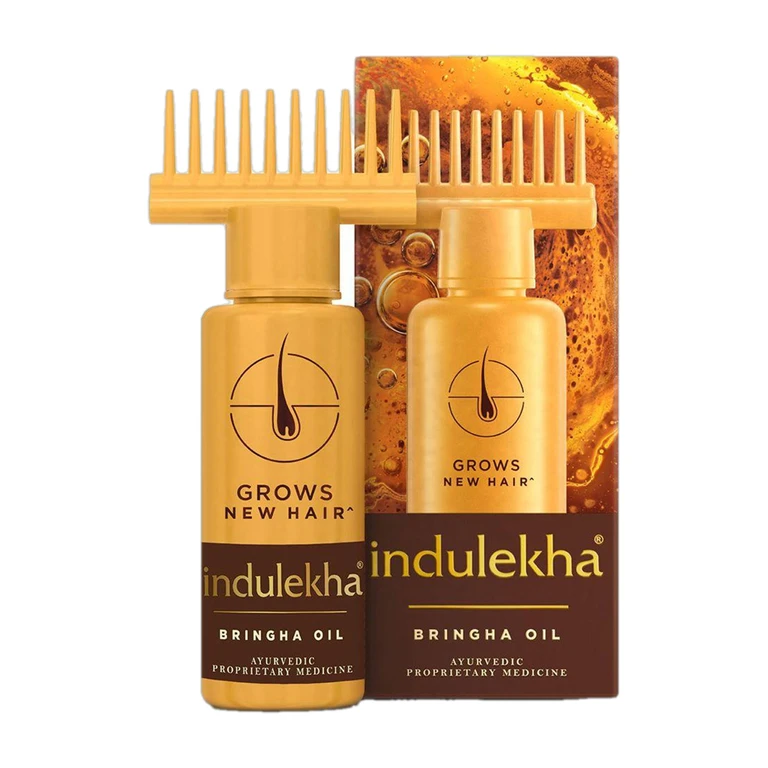 GROWS
NEW HAIR^
indulekha®
BRINGHA OIL
AYURVEDIC
PROPRIETARY MEDICINE
GROWS
NEW HAIR^
indulekha®
BRINGHA OIL
AYURVEDIC
PROPRIETARY MEDICINE